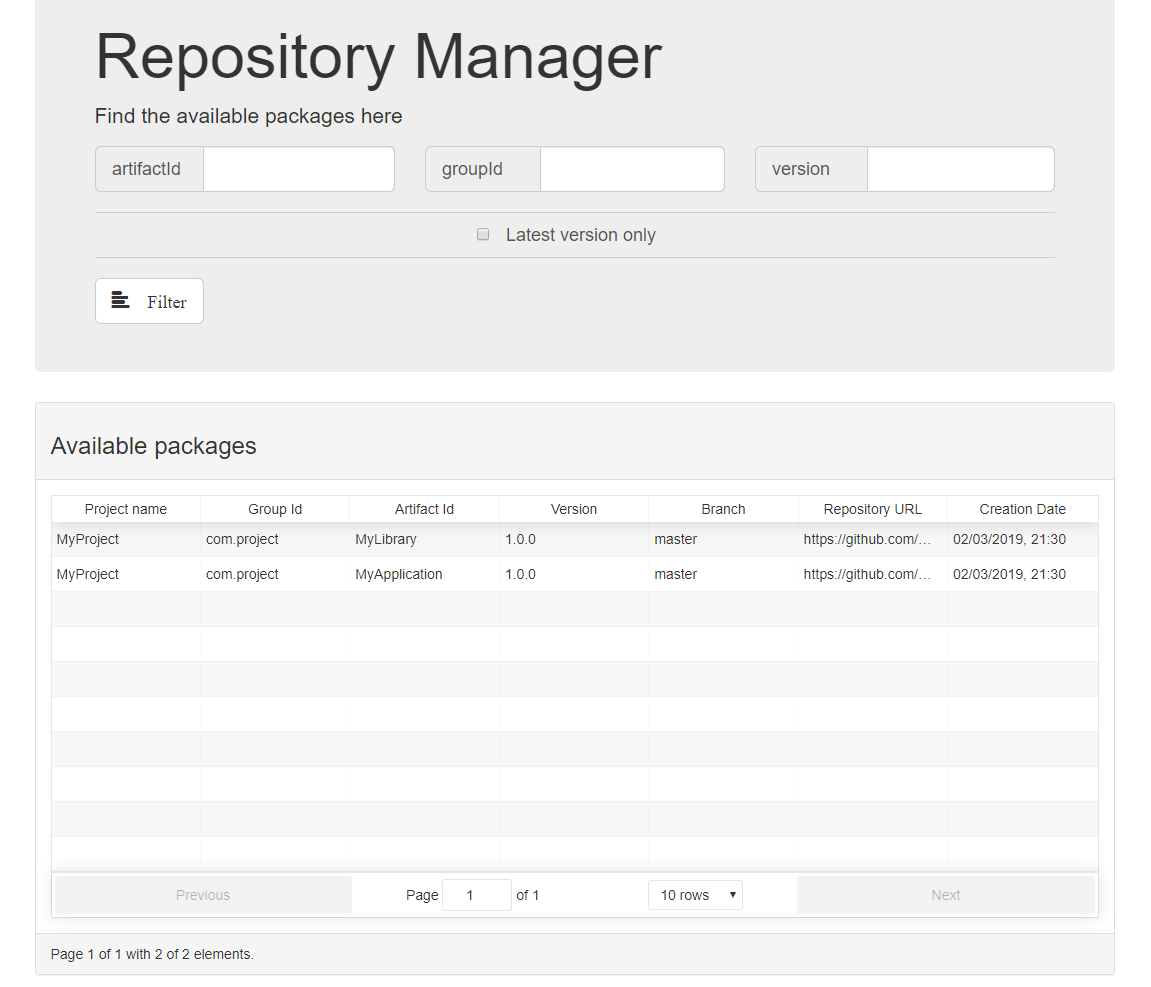 Repository Manager
Find the available packages here
artifactId groupId version
Latest version only
Filter
Available packages
Project name Group Id Artifact Id Version Branch Repository URL Creation Date
MyProject com.project MyLibrary 1.0.0 master https://github.com/... 02/03/2019, 21:30
MyProject com.project MyApplication 1.0.0 master https://github.com/... 02/03/2019, 21:30
Previous Page 1 of 1 10 rows Next
Page 1 of 1 with 2 of 2 elements.